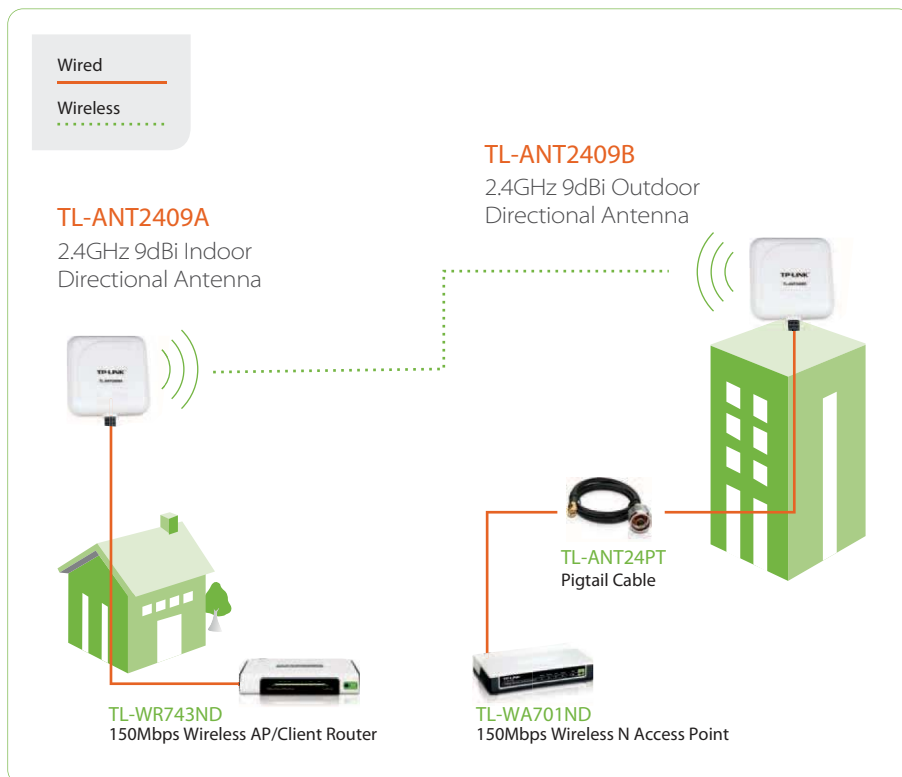 Wired
Wireless
TL-ANT2409B
2.4GHz 9dBi Outdoor
Directional Antenna
TL-ANT2409A
2.4GHz 9dBi Indoor
Directional Antenna
TP-LINK
TP-LINK
TL-ANT24PT
Pigtail Cable
TP-LINK
TL-WR743ND
150Mbps Wireless AP/Client Router
TL-WA701ND
150Mbps Wireless N Access Point